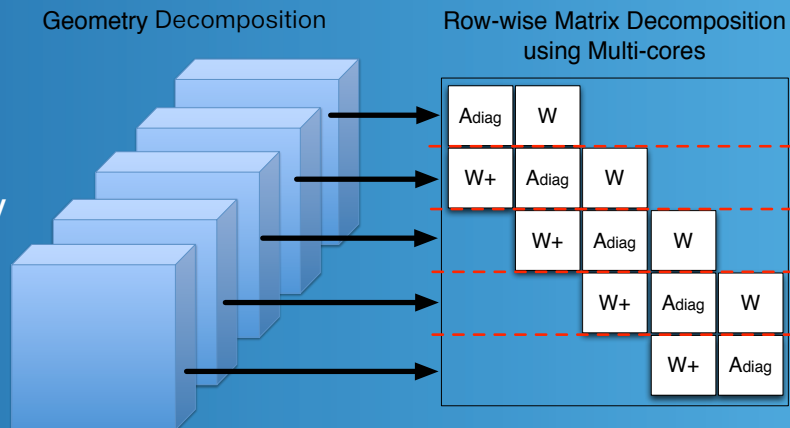 Geometry Decomposition
Row-wise Matrix Decomposition
using Multi-cores
Adiag W
W+ Adiag W
W+ Adiag W
W+ Adiag W
W+ Adiag